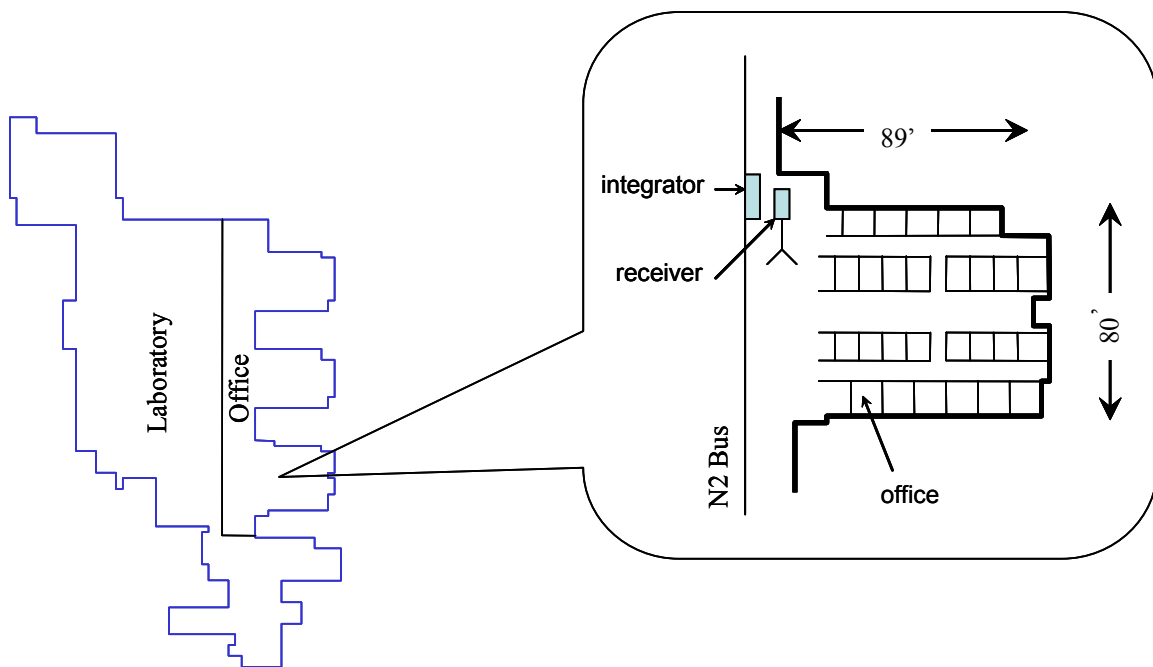 Laboratory
Office
integrator
receiver
N2 Bus
89’
80’
office